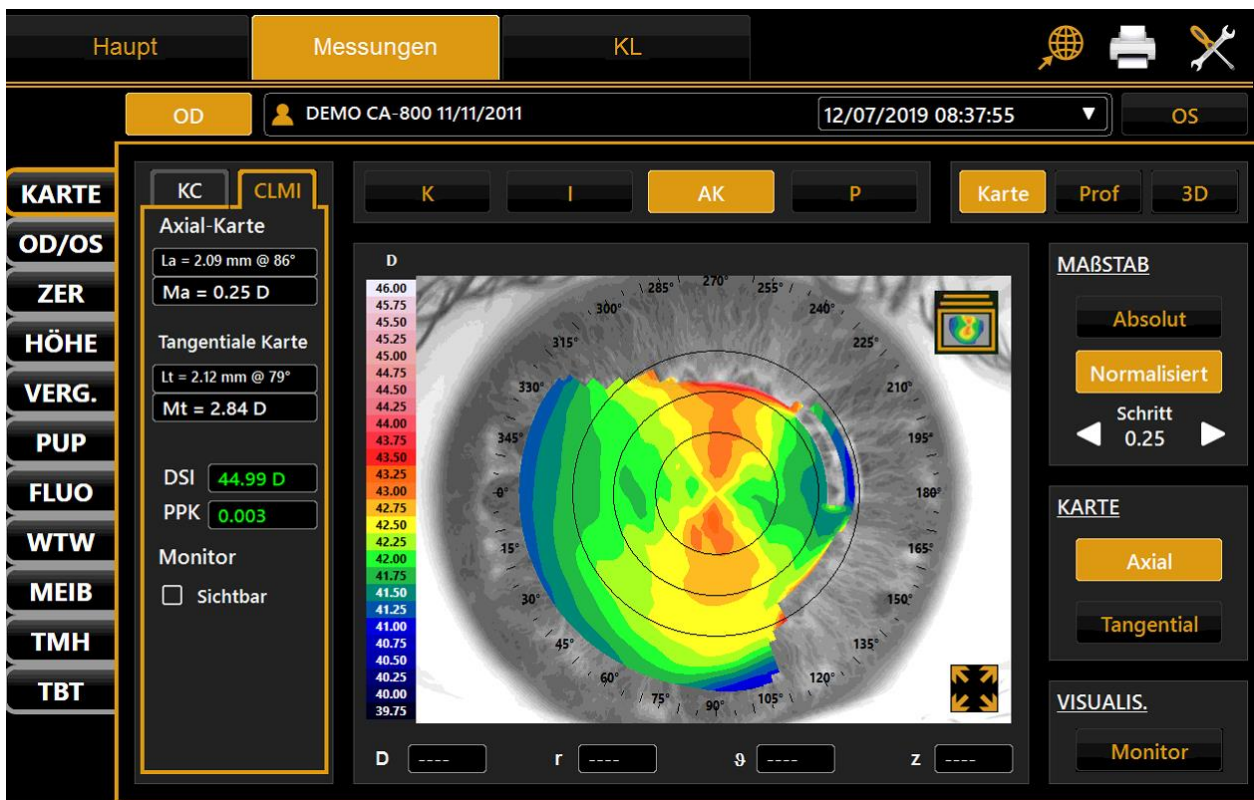 Haupt
Messungen
KL
OD
DEMO CA-800 11/11/2011
12/07/2019 08:37:55
OS
KARTE
OD/OS
ZER
HÖHE
VERG.
PUP
FLUO
WTW
MEIB
TMH
TBT
KC
CLMI
Axial-Karte
La = 2.09 mm @ 86°
Ma = 0.25 D
Tangentiale Karte
Lt = 2.12 mm @ 79°
Mt = 2.84 D
DSI 44.99 D
PPK 0.003
Monitor
Sichtbar
K
I
AK
P
Karte
Prof
3D
D
46.00
45.75
45.50
45.25
45.00
44.75
44.50
44.25
44.00
43.75
43.50
43.25
43.00
42.75
42.50
42.25
42.00
41.75
41.50
41.25
41.00
40.75
40.50
40.25
40.00
39.75
270°
285°
255°
300°
240°
315°
225°
330°
210°
345°
195°
0°
180°
15°
165°
30°
150°
45°
135°
60°
120°
75°
105°
90°
D ----
r ----
ϑ ----
z ----
MAßSTAB
Absolut
Normalisiert
Schritt
0.25
KARTE
Axial
Tangential
VISUALIS.
Monitor